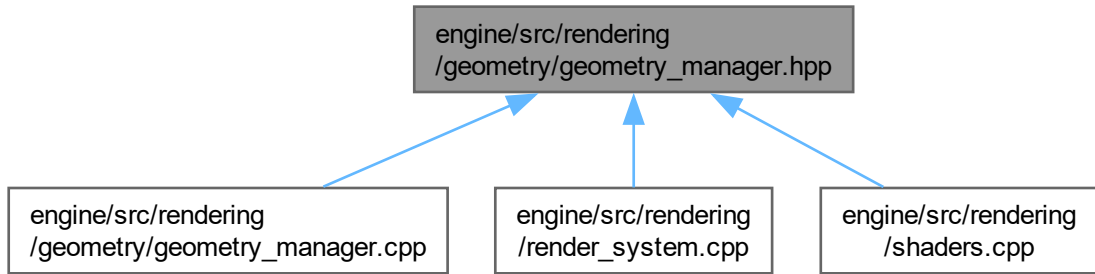 engine/src/rendering
/geometry/geometry_manager.hpp
engine/src/rendering
/geometry/geometry_manager.cpp
engine/src/rendering
/render_system.cpp
engine/src/rendering
/shaders.cpp